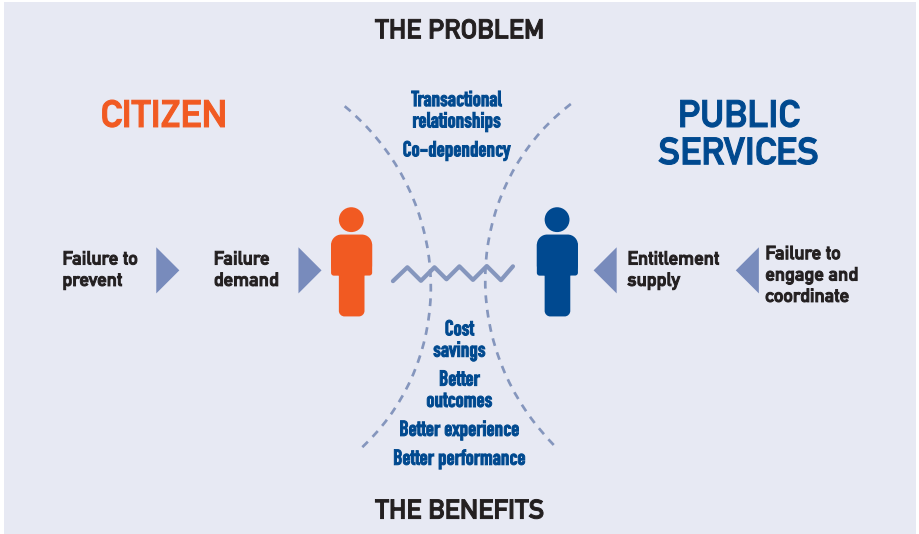 THE PROBLEM
CITIZEN
Transactional
relationships
Co-dependency
PUBLIC
SERVICES
Failure to
prevent
Failure
demand
Entitlement
supply
Failure to
engage and
coordinate
Cost
savings
Better
outcomes
Better experience
Better performance
THE BENEFITS